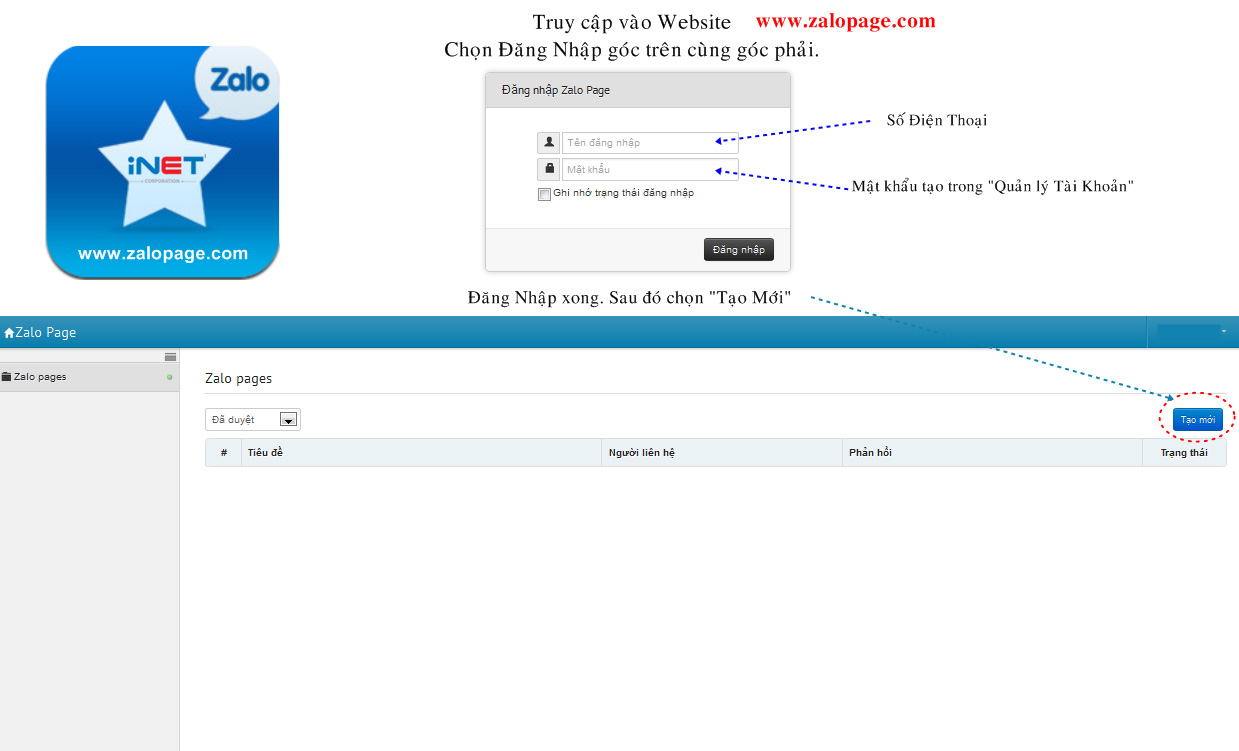 Truy cập vào Website www.zalopage.com
Chọn Đăng Nhập góc trên cùng góc phải.
Zalo
iNET
CORPORATION
www.zalopage.com
Đăng nhập Zalo Page
Tên đăng nhập
Số Điện Thoại
Mật khẩu
Mật khẩu tạo trong "Quản lý Tài Khoản"
Ghi nhớ trạng thái đăng nhập
Đăng nhập
Đăng Nhập xong. Sau đó chọn "Tạo Mới"
Zalo Page
Zalo pages
Zalo pages
Đã duyệt
Tạo mới
# Tiêu đề Người liên hệ Phản hồi Trạng thái